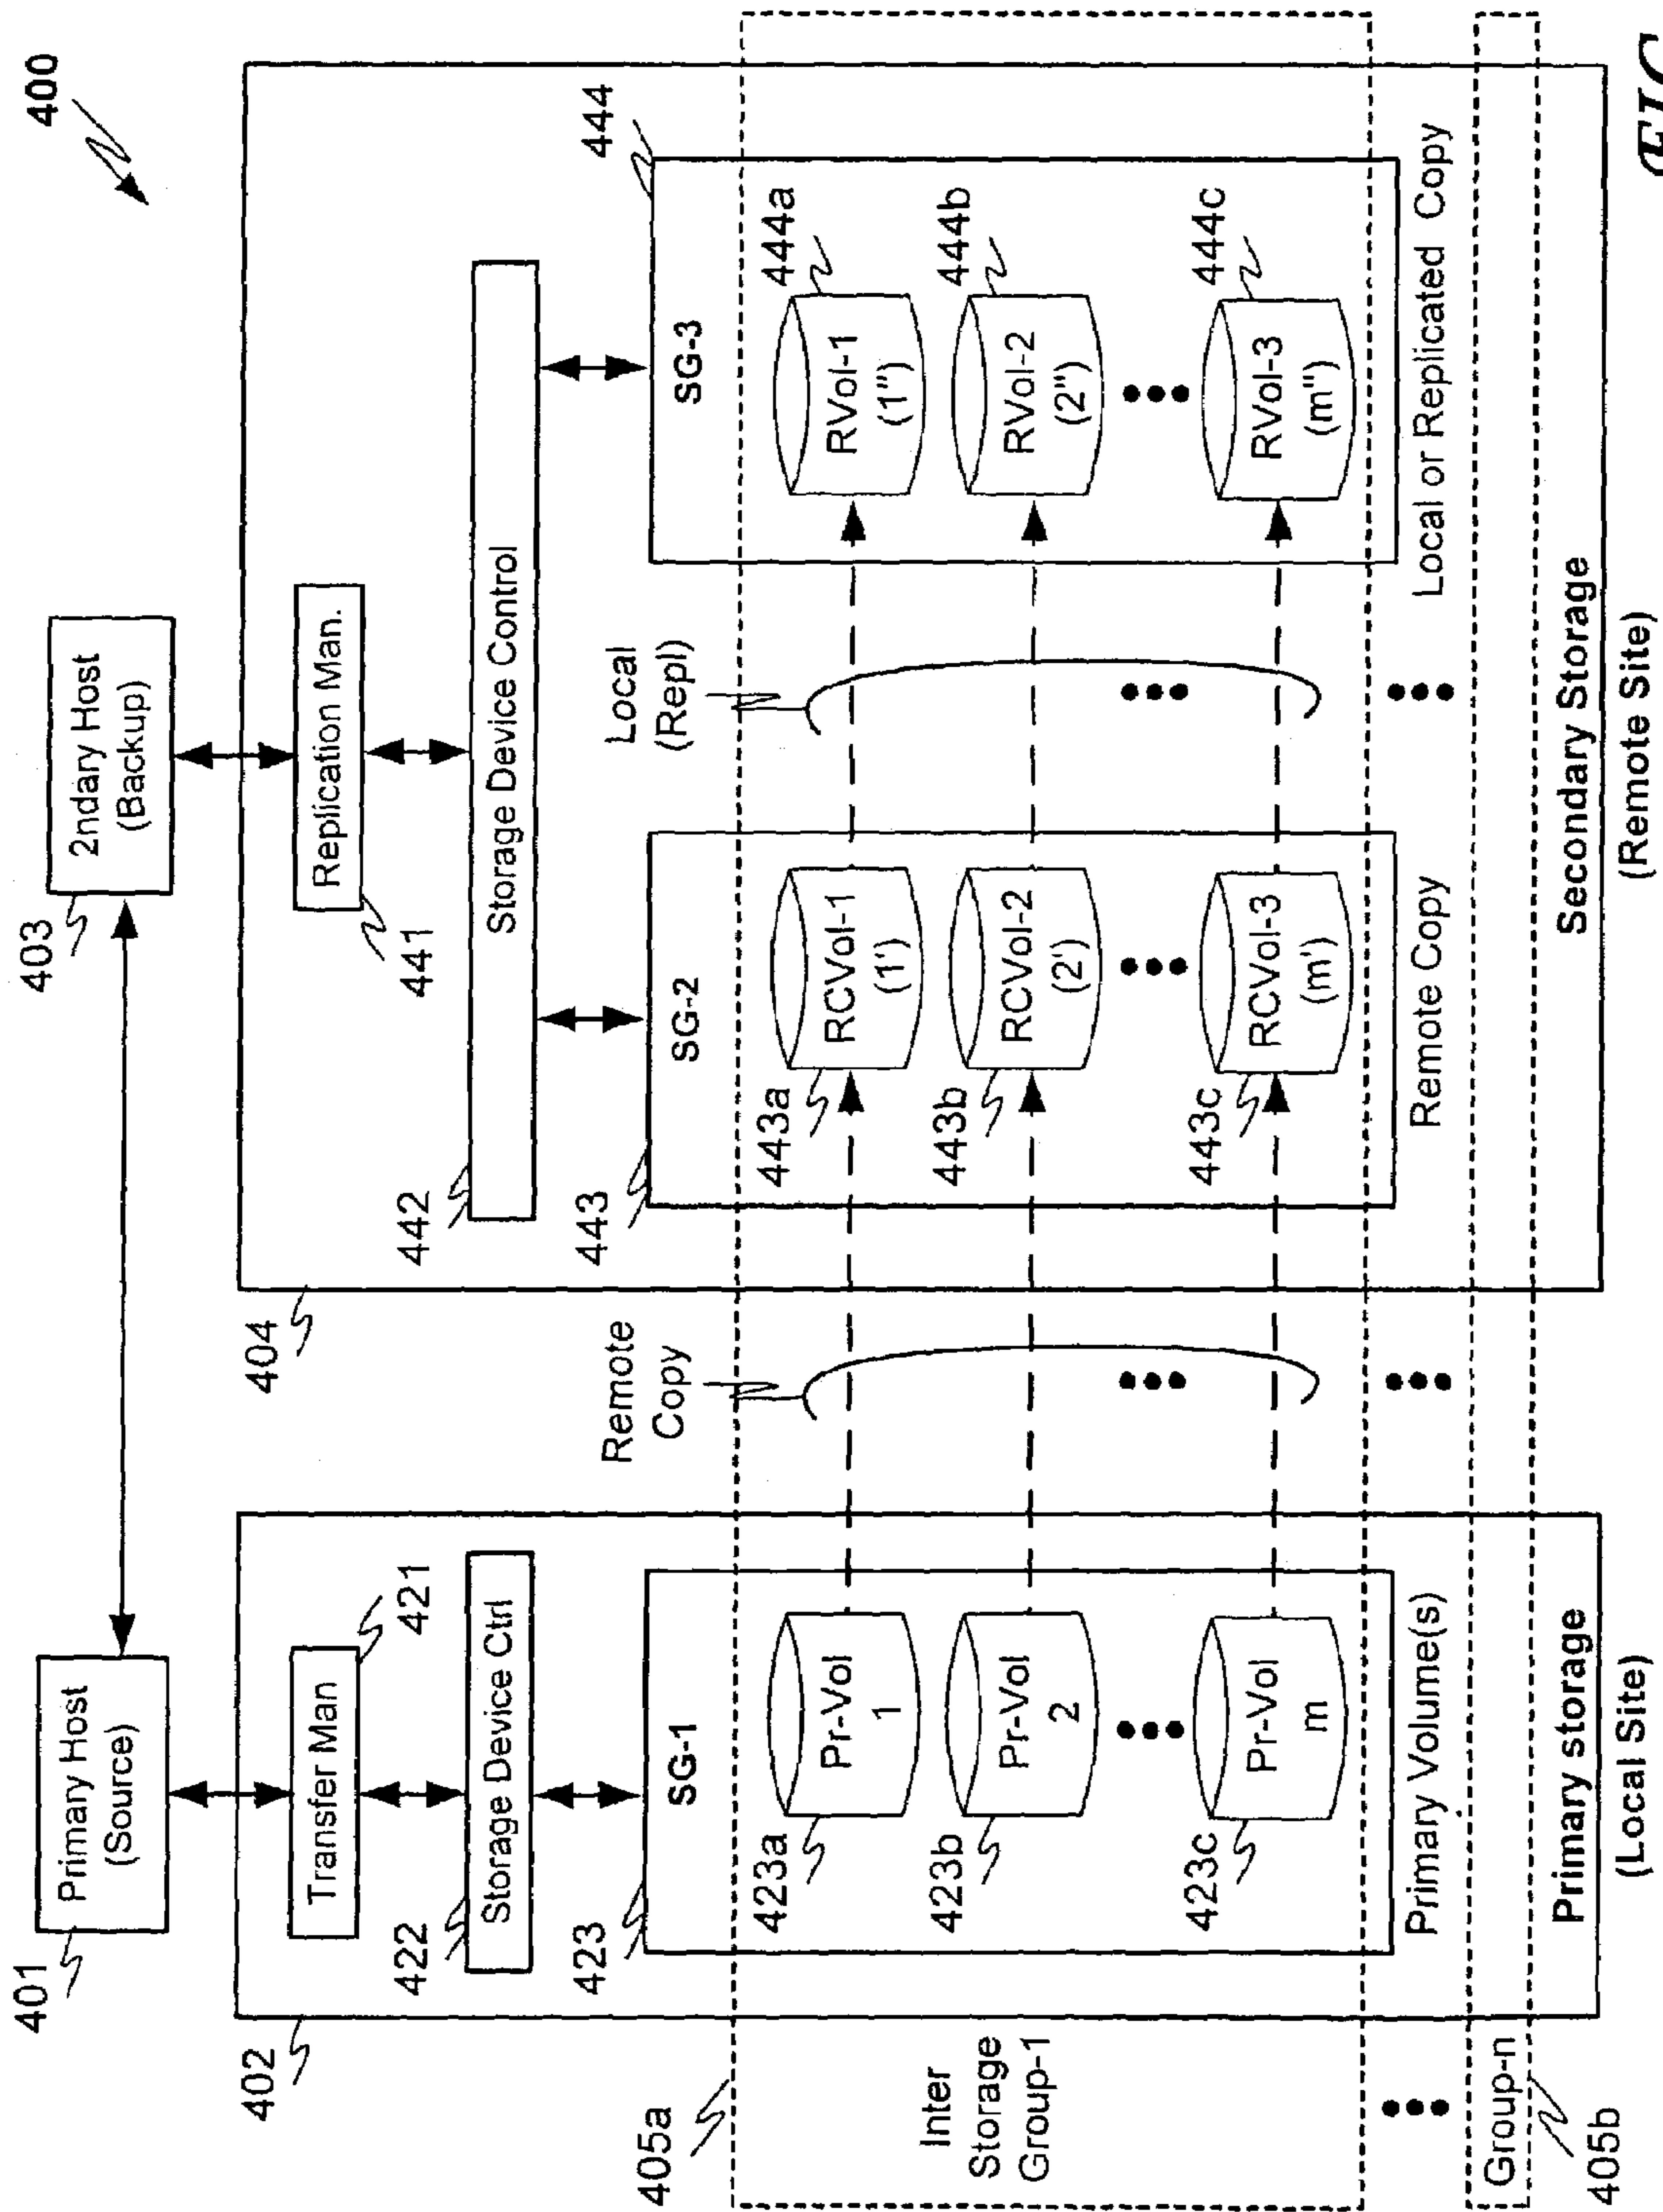 400
401
Primary Host
(Source)
403
2ndary Host
(Backup)
402
Transfer Man
421
422
Storage Device Ctrl
423
SG-1
423a
Pr-Vol
1
423b
Pr-Vol
2
423c
Pr-Vol
m
Primary Volume(s)
Primary storage
(Local Site)
Remote
Copy
404
Replication Man.
441
442
Storage Device Control
443
SG-2
443a
RCVol-1
(1')
443b
RCVol-2
(2')
443c
RCVol-3
(m')
Remote Copy
Local
(Repl)
444
SG-3
444a
RVol-1
(1")
444b
RVol-2
(2")
444c
RVol-3
(m")
Local or Replicated Copy
Secondary Storage
(Remote Site)
405a
Inter
Storage
Group-1
Group-n
405b